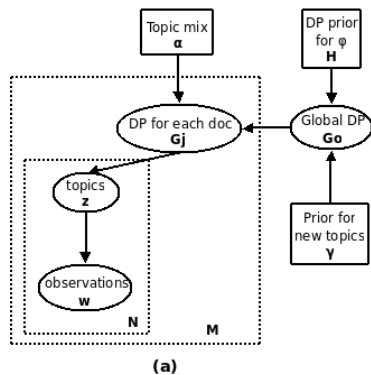 Topic mix
α
DP prior
for φ
H
DP for each doc
Gj
Global DP
Go
topics
z
Prior for
new topics
γ
observations
w
N
M
(a)